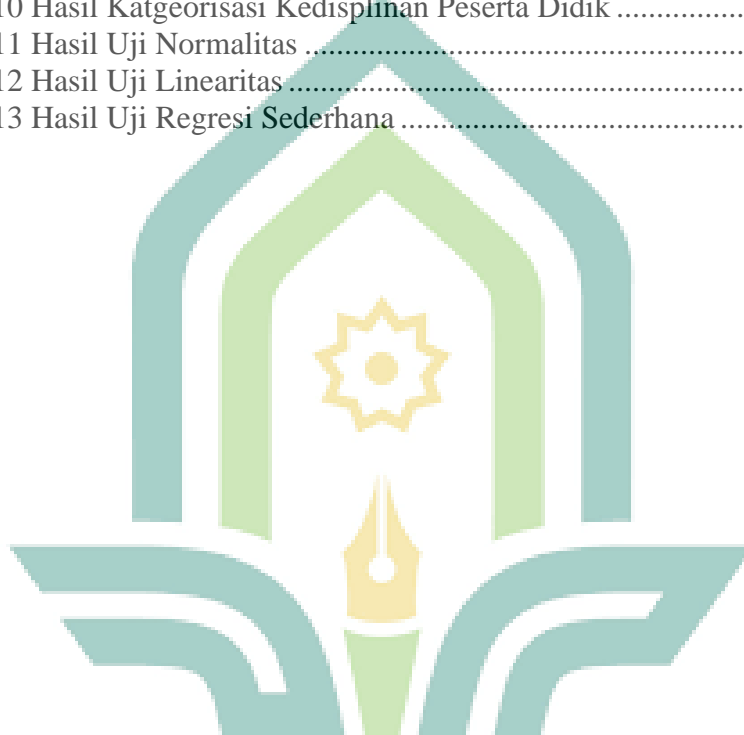 10 Hasil Katgeorisasi Kedisplinan Peserta Didik ....................
11 Hasil Uji Normalitas ................................................................
12 Hasil Uji Linearitas ..................................................................
13 Hasil Uji Regresi Sederhana ..................................................